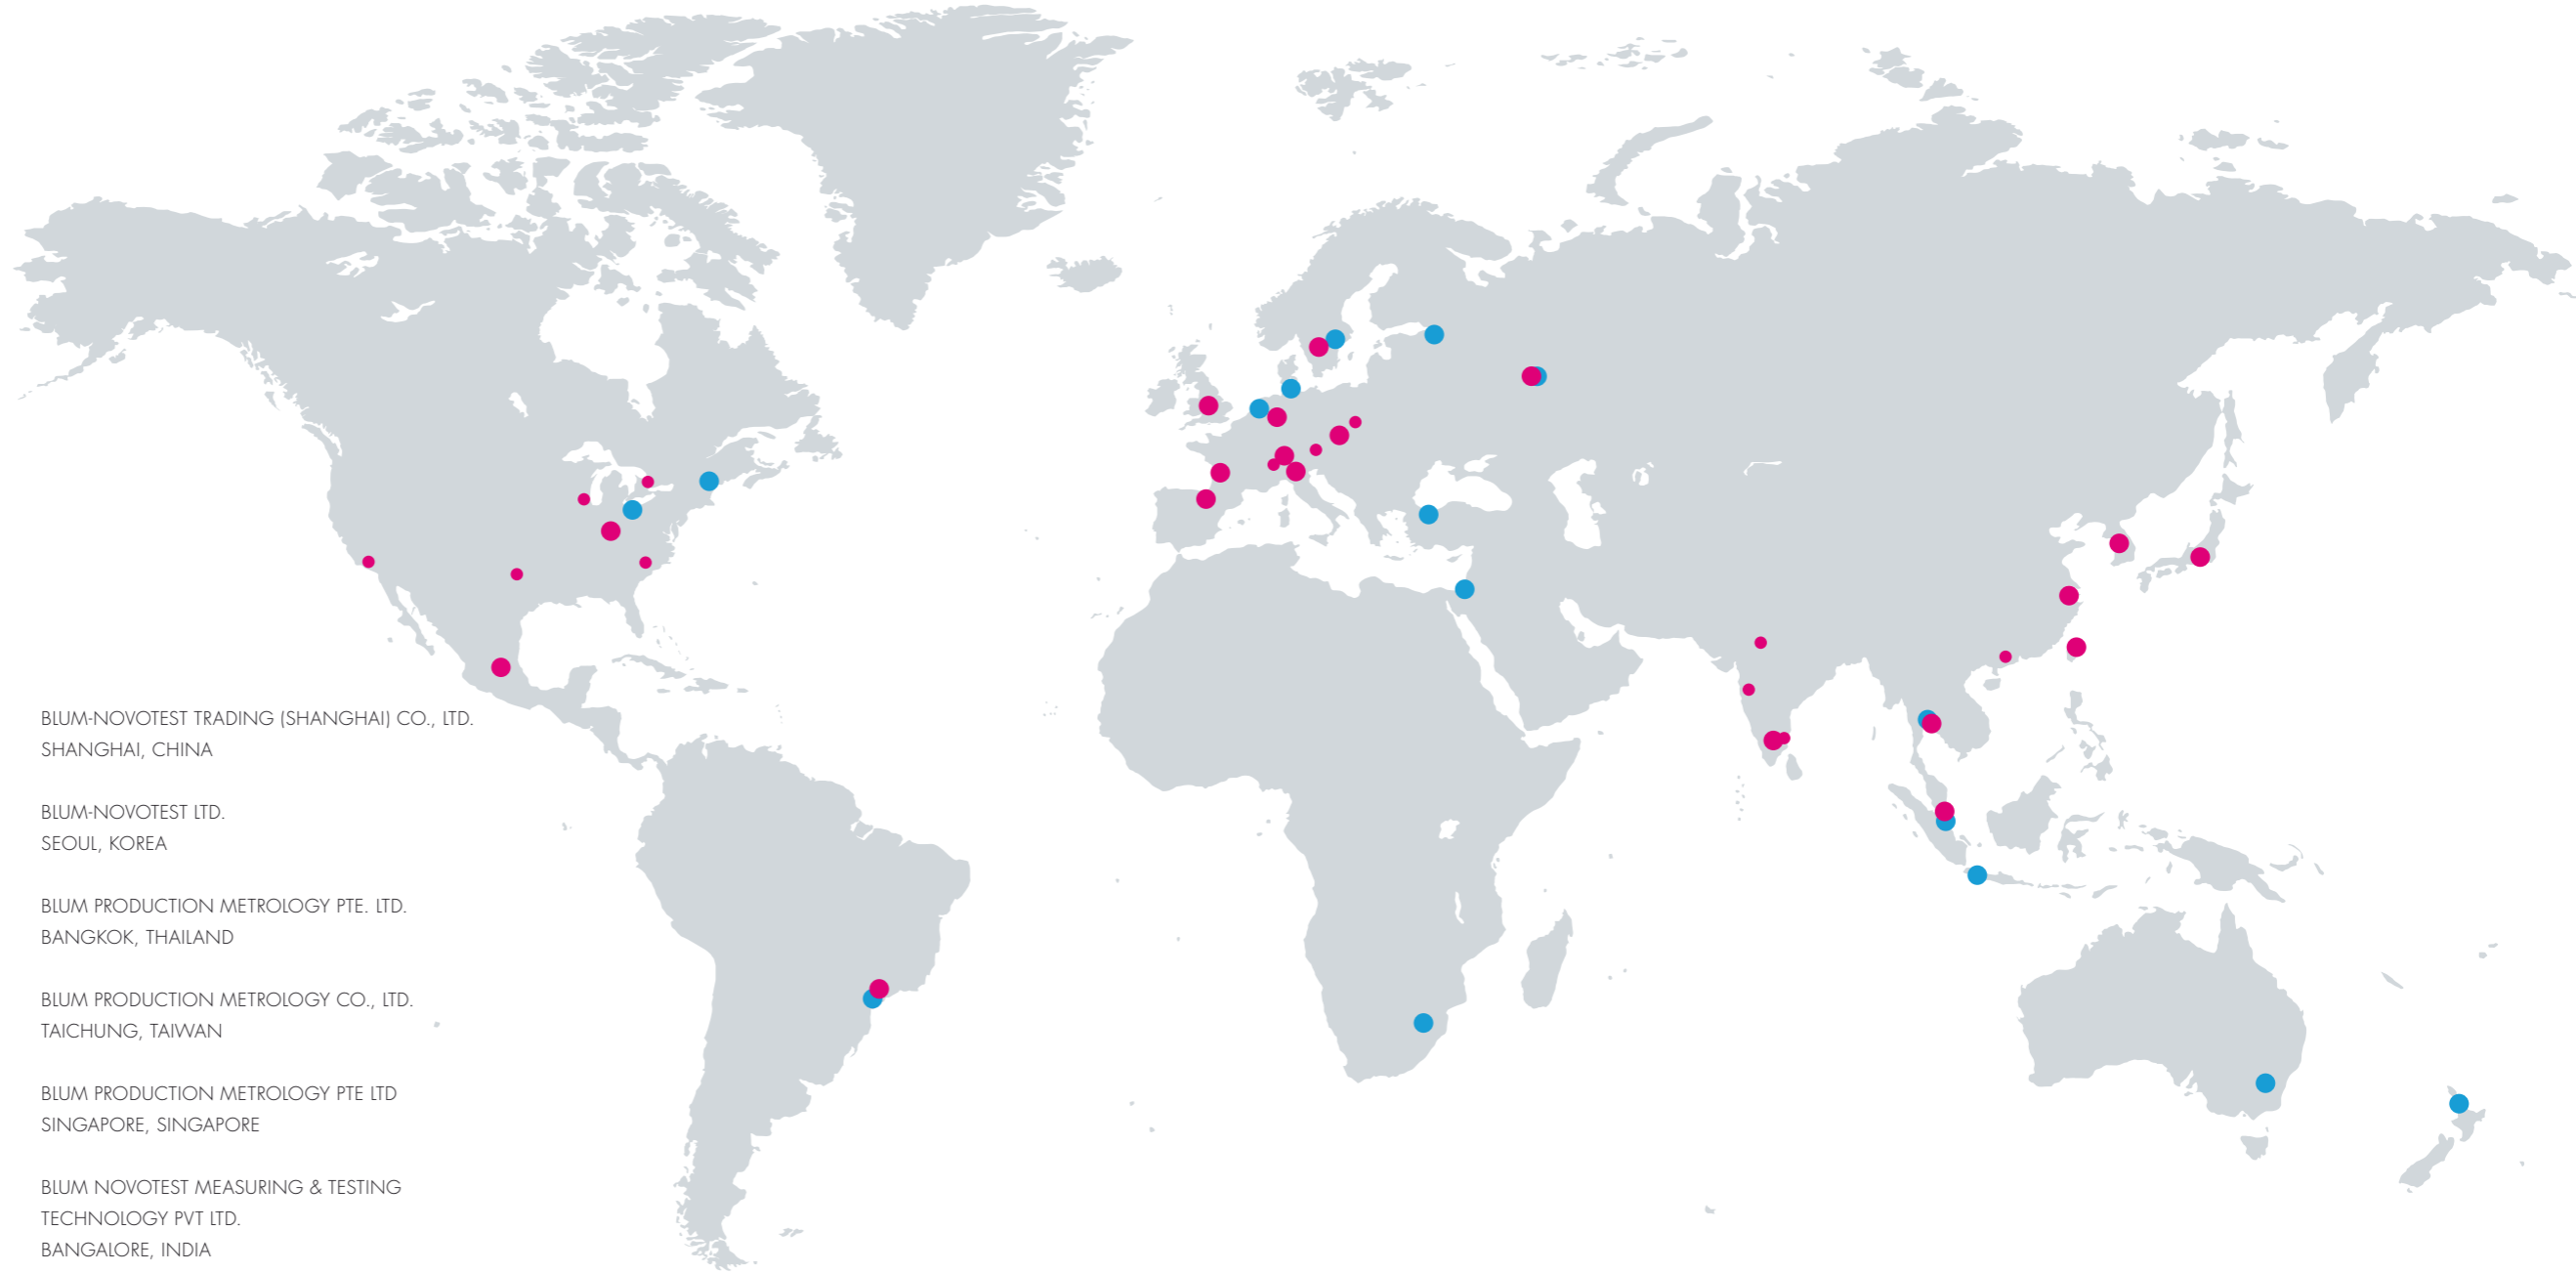 BLUM-NOVOTEST TRADING (SHANGHAI) CO., LTD.
SHANGHAI, CHINA
BLUM-NOVOTEST LTD.
SEOUL, KOREA
BLUM PRODUCTION METROLOGY PTE. LTD.
BANGKOK, THAILAND
BLUM PRODUCTION METROLOGY CO., LTD.
TAICHUNG, TAIWAN
BLUM PRODUCTION METROLOGY PTE LTD
SINGAPORE, SINGAPORE
BLUM NOVOTEST MEASURING & TESTING
TECHNOLOGY PVT LTD.
BANGALORE, INDIA